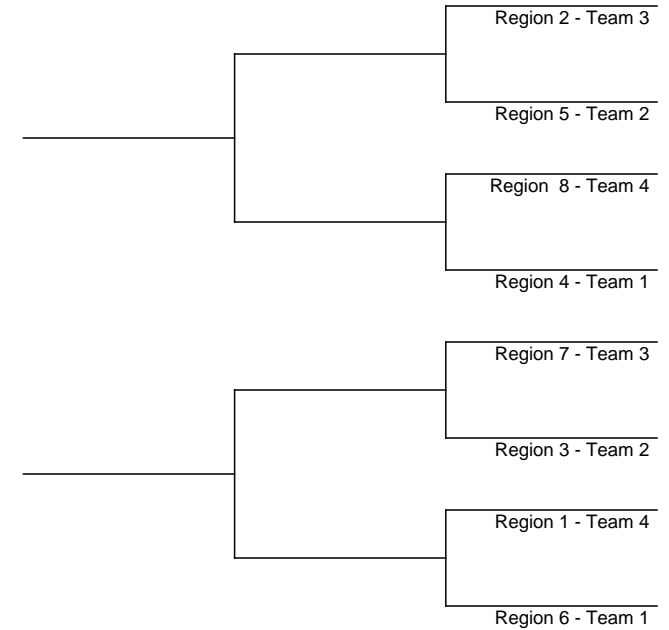 Region 2 - Team 3
Region 5 - Team 2
Region  8 - Team 4
Region 4 - Team 1
Region 7 - Team 3
Region 3 - Team 2
Region 1 - Team 4
Region 6 - Team 1